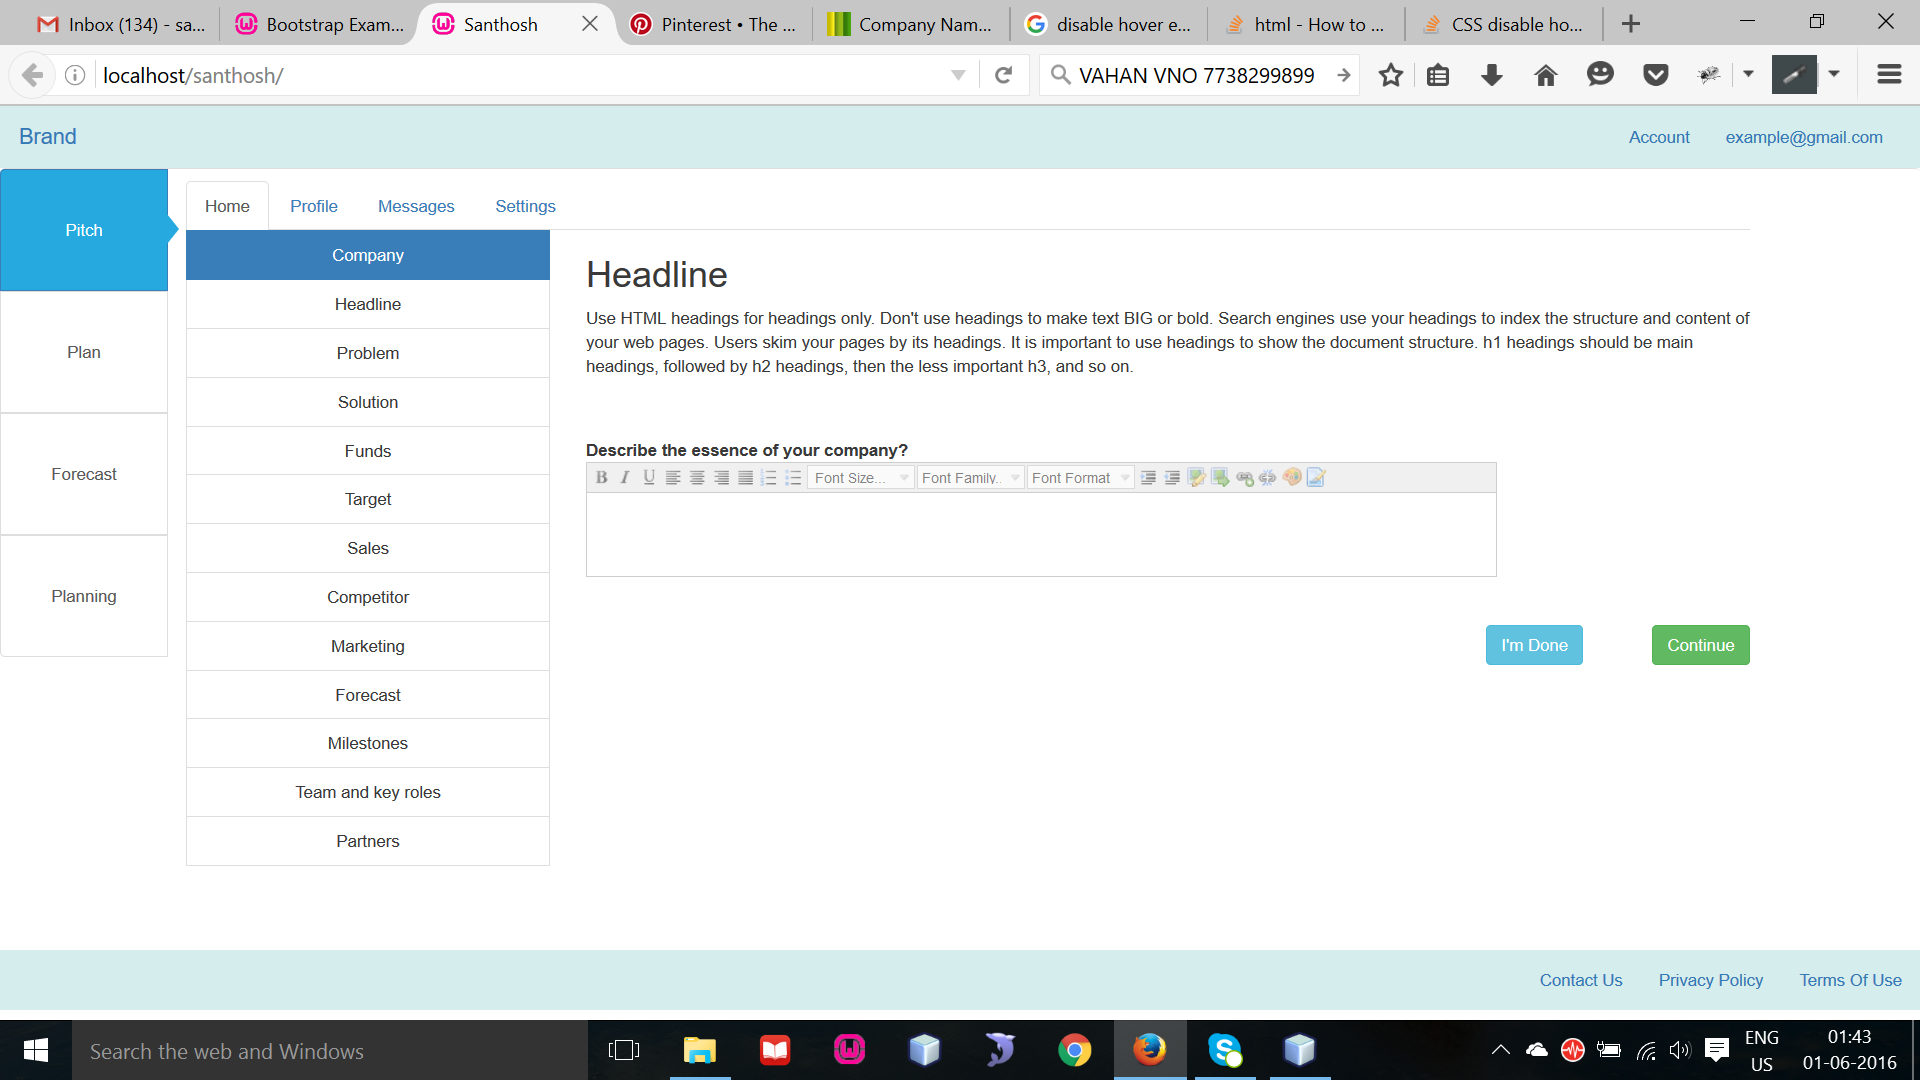 Inbox (134) - sa...
Bootstrap Exam...
Santhosh
Pinterest • The ...
Company Nam...
disable hover e...
html - How to ...
CSS disable ho...
localhost/santhosh/
VAHAN VNO 7738299899
Brand
Account
example@gmail.com
Pitch
Plan
Forecast
Planning
Home
Profile
Messages
Settings
Company
Headline
Problem
Solution
Funds
Target
Sales
Competitor
Marketing
Forecast
Milestones
Team and key roles
Partners
Headline
Use HTML headings for headings only. Don't use headings to make text BIG or bold. Search engines use your headings to index the structure and content of
your web pages. Users skim your pages by its headings. It is important to use headings to show the document structure. h1 headings should be main
headings, followed by h2 headings, then the less important h3, and so on.
Describe the essence of your company?
B I U
Font Size...
Font Family..
Font Format
I'm Done
Continue
Contact Us
Privacy Policy
Terms Of Use
Search the web and Windows
ENG
US
01:43
01-06-2016